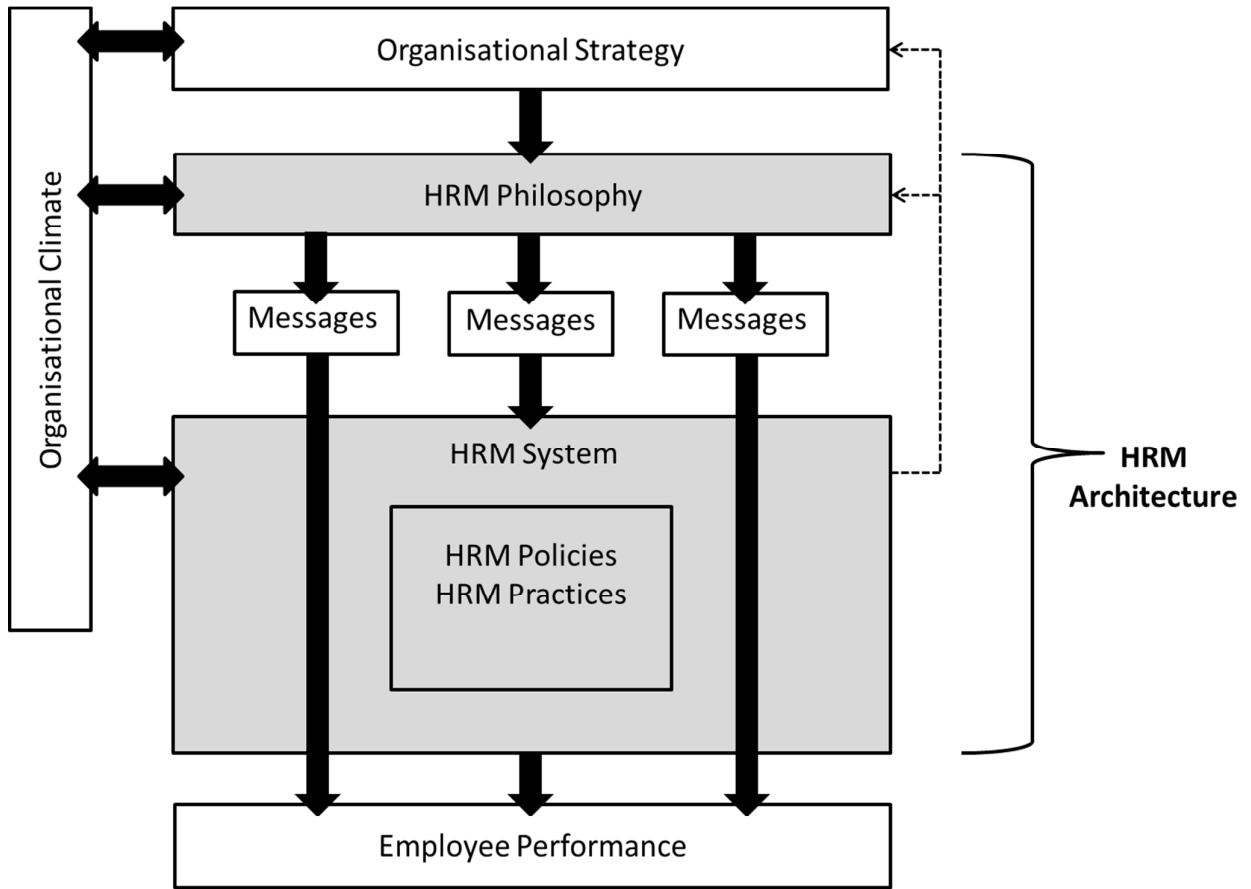 Organisational Strategy
Organisational Climate
HRM Philosophy
Messages
Messages
Messages
HRM System
HRM Policies
HRM Practices
HRM
Architecture
Employee Performance